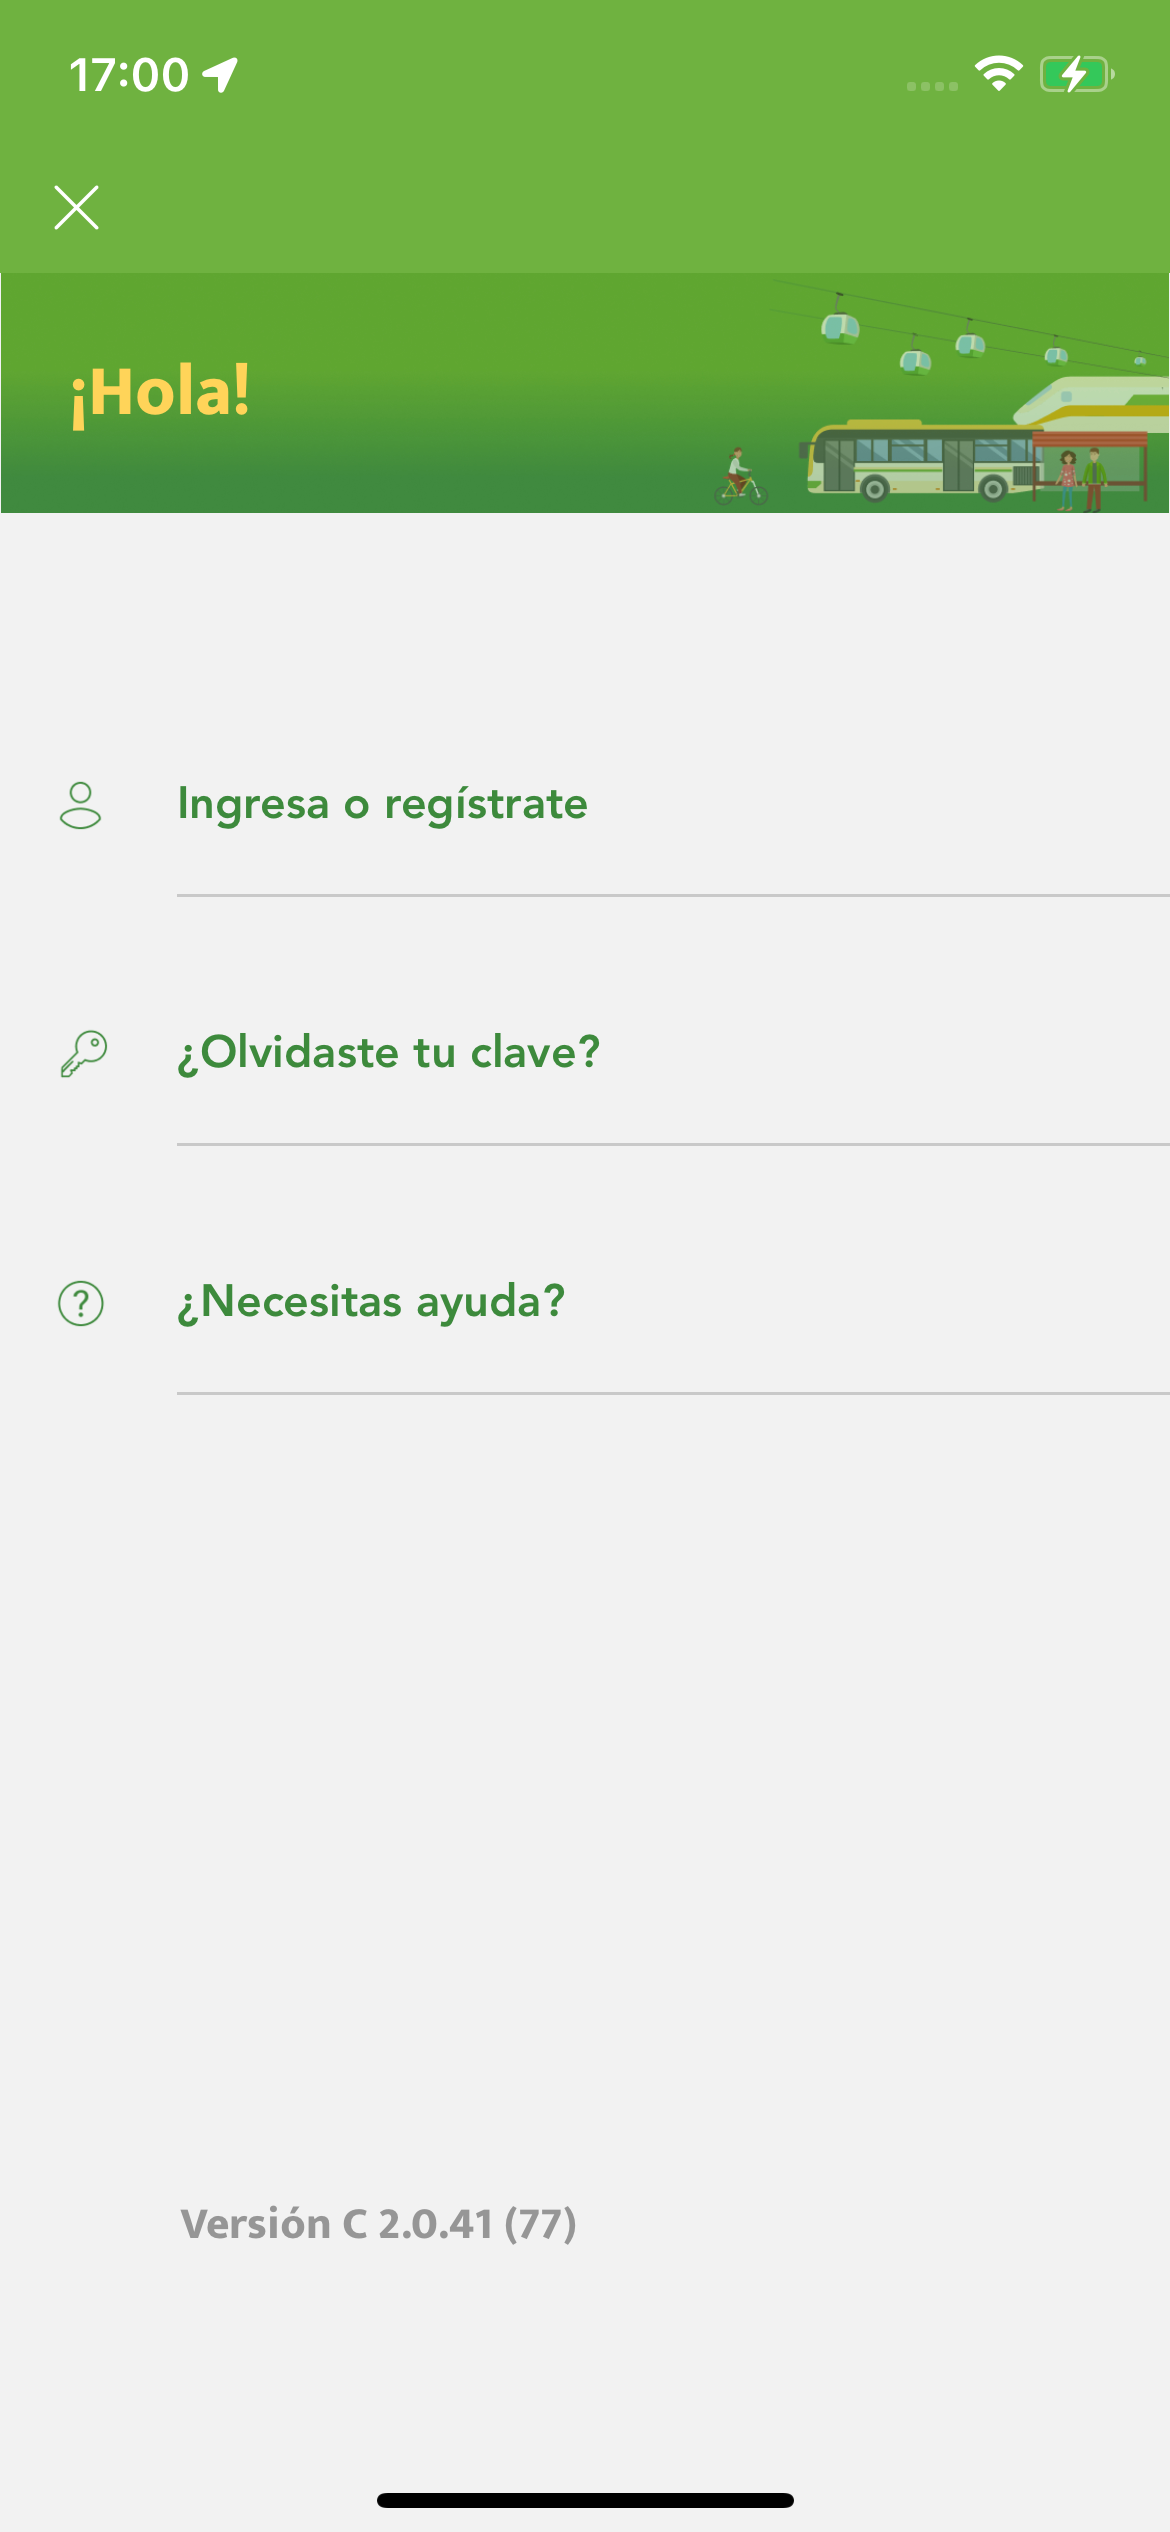 17:00
¡Hola!
Ingresa o regístrate
¿Olvidaste tu clave?
¿Necesitas ayuda?
Versión C 2.0.41 (77)